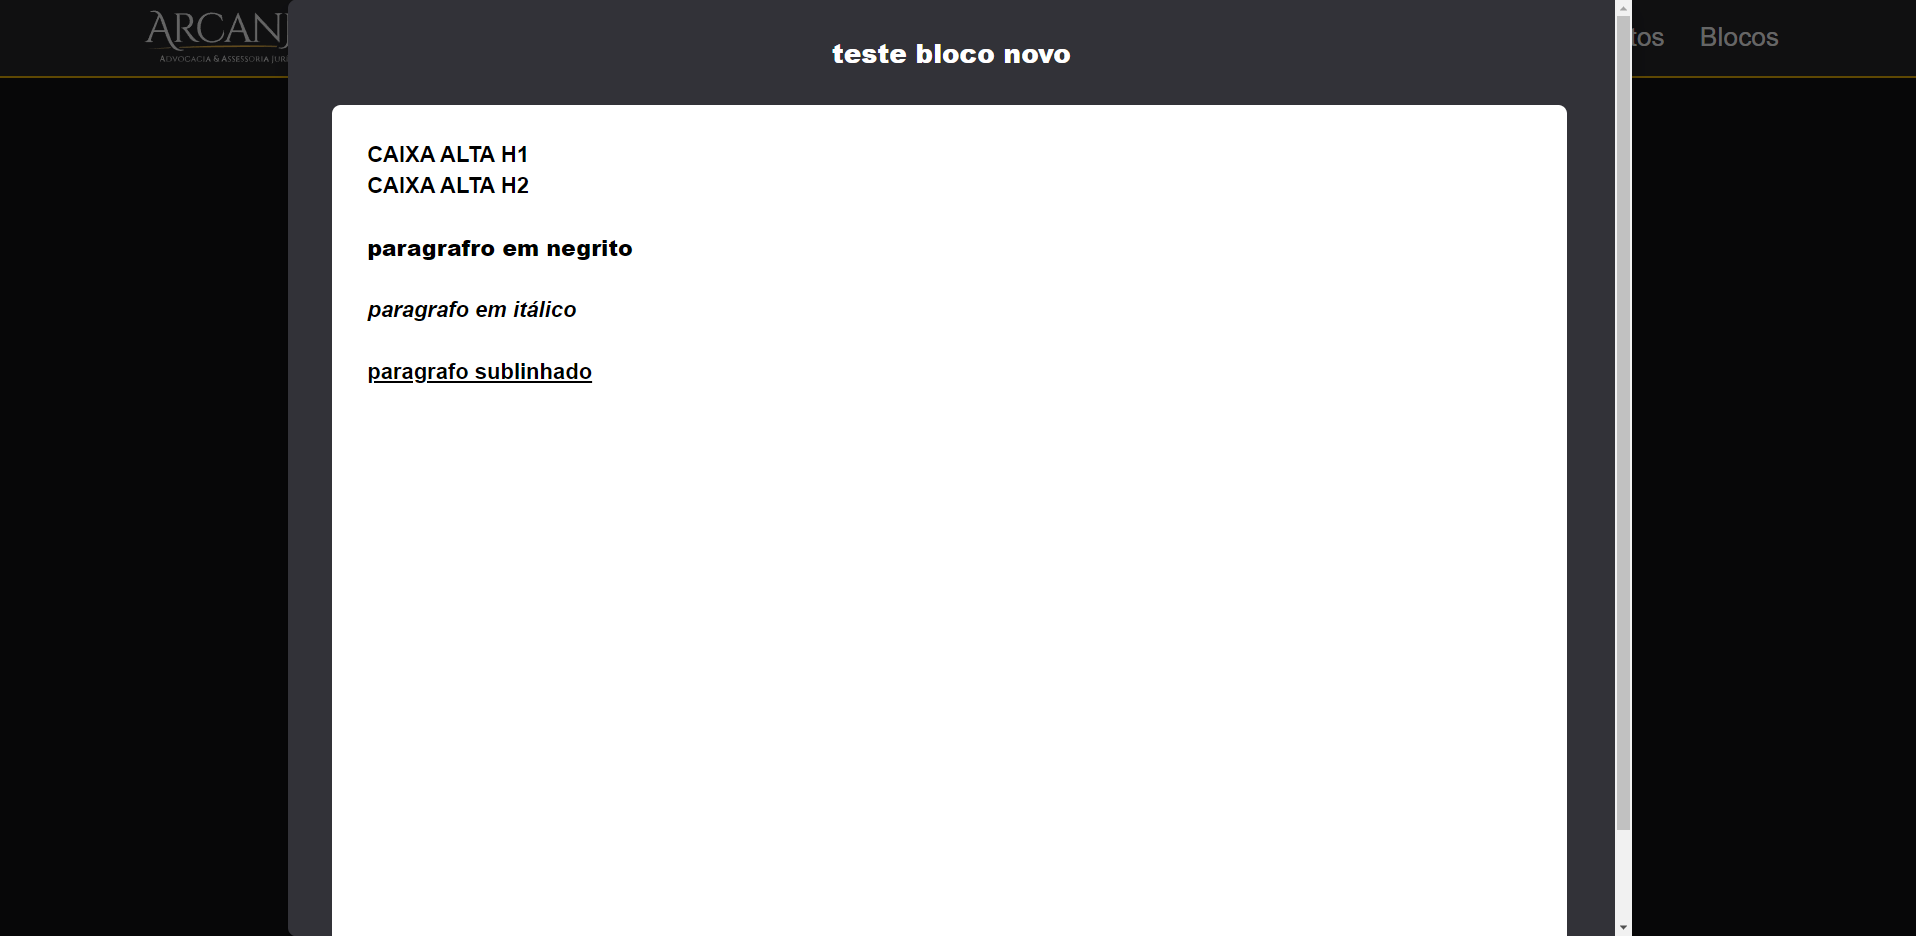 ARCANJ
ADVOCACIA & ASSESSORIA JURÍ
tos Blocos
teste bloco novo
CAIXA ALTA H1
CAIXA ALTA H2
paragrafro em negrito
paragrafo em itálico
paragrafo sublinhado